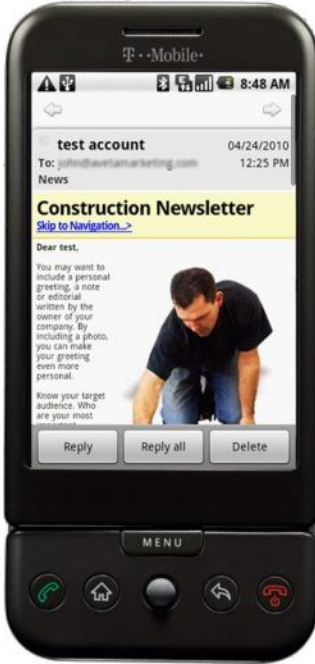 T··Mobile·
8:48 AM
test account
04/24/2010
To:
12:25 PM
News
Construction Newsletter
Skip to Navigation...>
Dear test,
You may want to
include a personal
greeting, a note
or editorial
written by the
owner of your
company. By
including a photo,
you can make
your greeting
even more
personal.
Know your target
audience. Who
are your most
Reply
Reply all
Delete
MENU